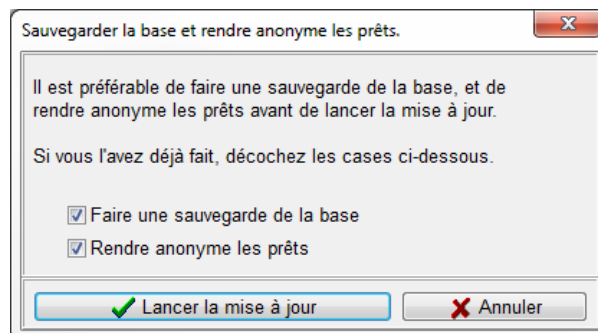 Sauvegarder la base et rendre anonyme les prêts.
Il est préférable de faire une sauvegarde de la base, et de
rendre anonyme les prêts avant de lancer la mise à jour.
Si vous l'avez déjà fait, décochez les cases ci-dessous.
Faire une sauvegarde de la base
Rendre anonyme les prêts
Lancer la mise à jour
Annuler